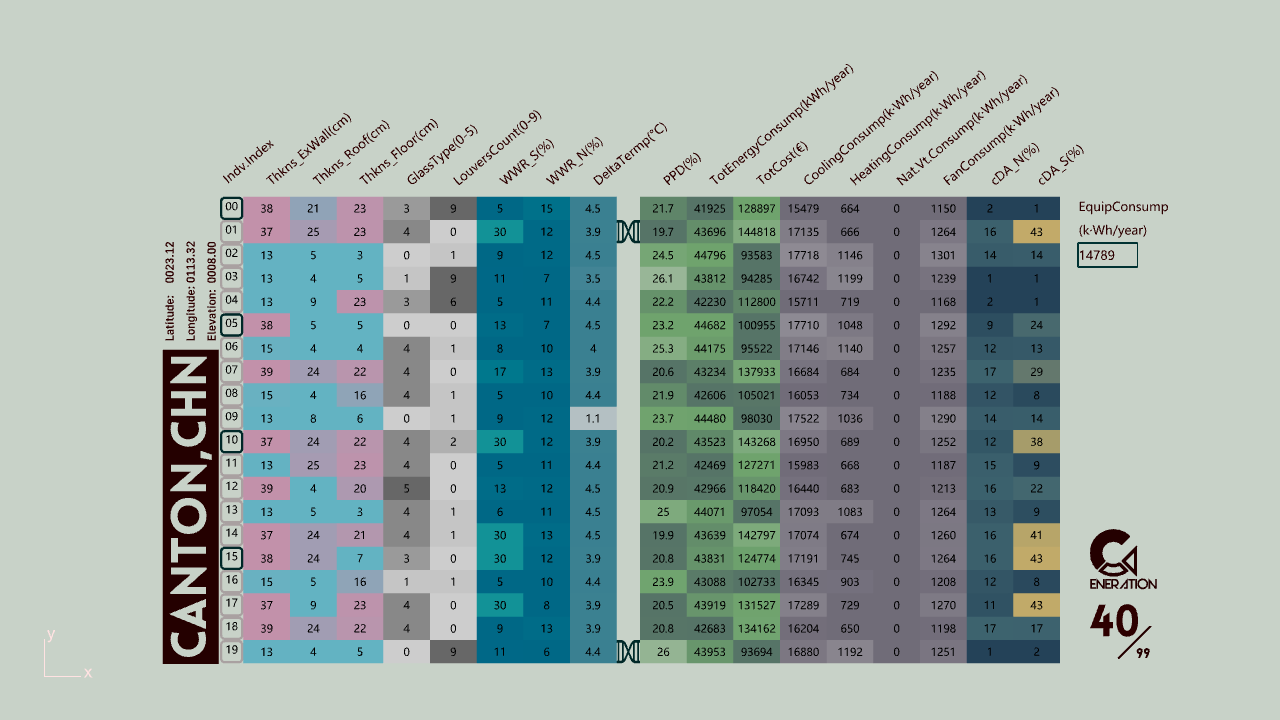 Indv.Index Thkns_ExWall(cm) Thkns_Roof(cm) Thkns_Floor(cm) GlassType(0-5) LouversCount(0-9) WWR_S(%) WWR_N(%) DeltaTermp(°C) PPD(%) TotEnergyConsump(kWh/year) TotCost(€) CoolingConsump(k·Wh/year) HeatingConsump(k·Wh/year) Nat.Vt.Consump(k·Wh/year) FanConsump(k·Wh/year) cDA_N(%) cDA_S(%)
00 38 21 23 3 9 5 15 4.5 21.7 41925 128897 15479 664 0 1150 2 1
01 37 25 23 4 0 30 12 3.9 19.7 43696 144818 17135 666 0 1264 16 43
02 13 5 3 0 1 9 12 4.5 24.5 44796 93583 17718 1146 0 1301 14 14
03 13 4 5 1 9 11 7 3.5 26.1 43812 94285 16742 1199 0 1239 1 1
04 13 9 23 3 6 5 11 4.4 22.2 42230 112800 15711 719 0 1168 2 1
05 38 5 5 0 0 13 7 4.5 23.2 44682 100955 17710 1048 0 1292 9 24
06 15 4 4 4 1 8 10 4 25.3 44175 95522 17146 1140 0 1257 12 13
07 39 24 22 4 0 17 13 3.9 20.6 43234 137933 16684 684 0 1235 17 29
08 15 4 16 4 1 5 10 4.4 21.9 42606 105021 16053 734 0 1188 12 8
09 13 8 6 0 1 9 12 1.1 23.7 44480 98030 17522 1036 0 1290 14 14
10 37 24 22 4 2 30 12 3.9 20.2 43523 143268 16950 689 0 1252 12 38
11 13 25 23 4 0 5 11 4.4 21.2 42469 127271 15983 668 0 1187 15 9
12 39 4 20 5 0 13 12 4.5 20.9 42966 118420 16440 683 0 1213 16 22
13 13 5 3 4 1 6 11 4.5 25 44071 97054 17093 1083 0 1264 13 9
14 37 24 21 4 0 30 13 4.5 19.9 43639 142797 17074 674 0 1260 16 41
15 38 24 7 3 0 30 12 3.9 20.8 43831 124774 17191 745 0 1264 16 43
16 15 5 16 1 1 5 10 4.4 23.9 43088 102733 16345 903 0 1208 12 8
17 37 9 23 4 0 30 8 3.9 20.5 43919 131527 17289 729 0 1270 11 43
18 39 24 22 4 0 9 13 3.9 20.8 42683 134162 16204 650 0 1198 17 17
19 13 4 5 0 9 11 6 4.4 26 43953 93694 16880 1192 0 1251 1 2
Latitude: 0023.12
Longitude: 0113.32
Elevation: 0008.00
CANTON,CHN
EquipConsump
(k·Wh/year)
14789
GENERATION
40/99
y
x